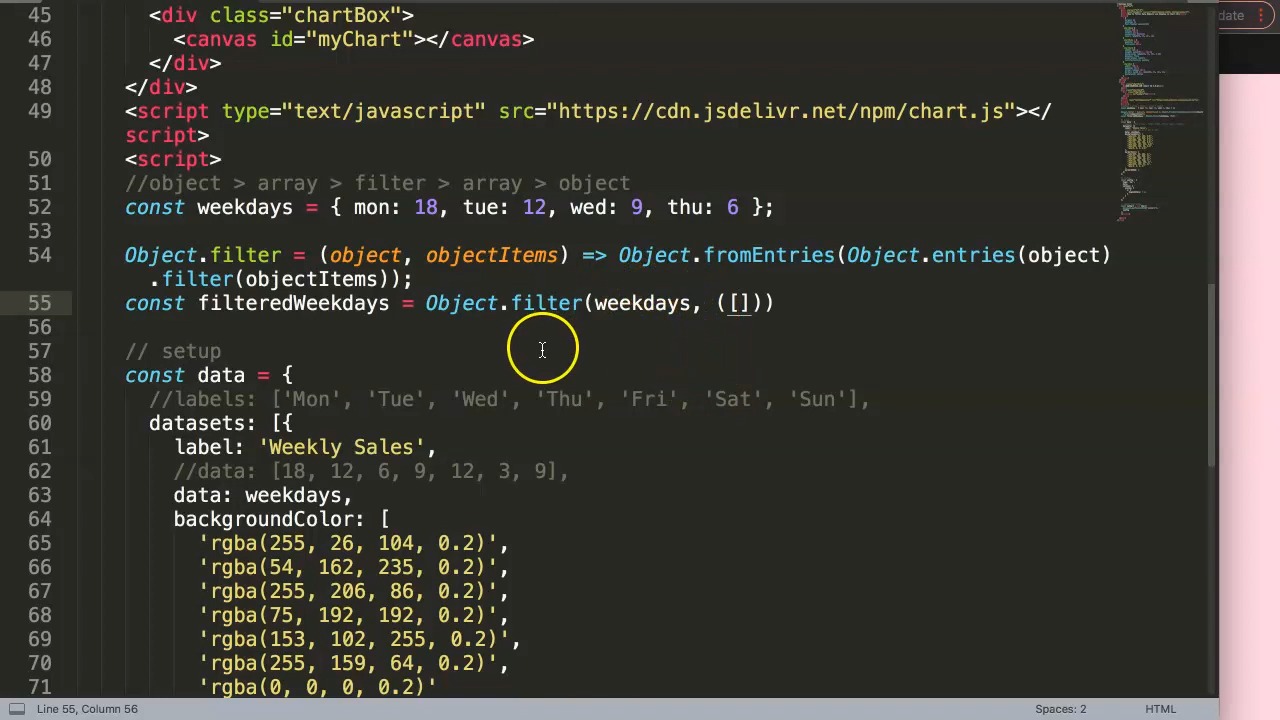 date
45 <div class="chartBox">
46 <canvas id="myChart"></canvas>
47 </div>
48 </div>
49 <script type="text/javascript" src="https://cdn.jsdelivr.net/npm/chart.js"></
script>
50 <script>
51 //object > array > filter > array > object
52 const weekdays = { mon: 18, tue: 12, wed: 9, thu: 6 };
53
54 Object.filter = (object, objectItems) => Object.fromEntries(Object.entries(object)
.filter(objectItems));
55 const filteredWeekdays = Object.filter(weekdays, ([]))
56
57 // setup
58 const data = {
59 //labels: ['Mon', 'Tue', 'Wed', 'Thu', 'Fri', 'Sat', 'Sun'],
60 datasets: [{
61 label: 'Weekly Sales',
62 //data: [18, 12, 6, 9, 12, 3, 9],
63 data: weekdays,
64 backgroundColor: [
65 'rgba(255, 26, 104, 0.2)',
66 'rgba(54, 162, 235, 0.2)',
67 'rgba(255, 206, 86, 0.2)',
68 'rgba(75, 192, 192, 0.2)',
69 'rgba(153, 102, 255, 0.2)',
70 'rgba(255, 159, 64, 0.2)',
71 'rgba(0, 0, 0, 0.2)'
Line 55, Column 56 Spaces: 2 HTML